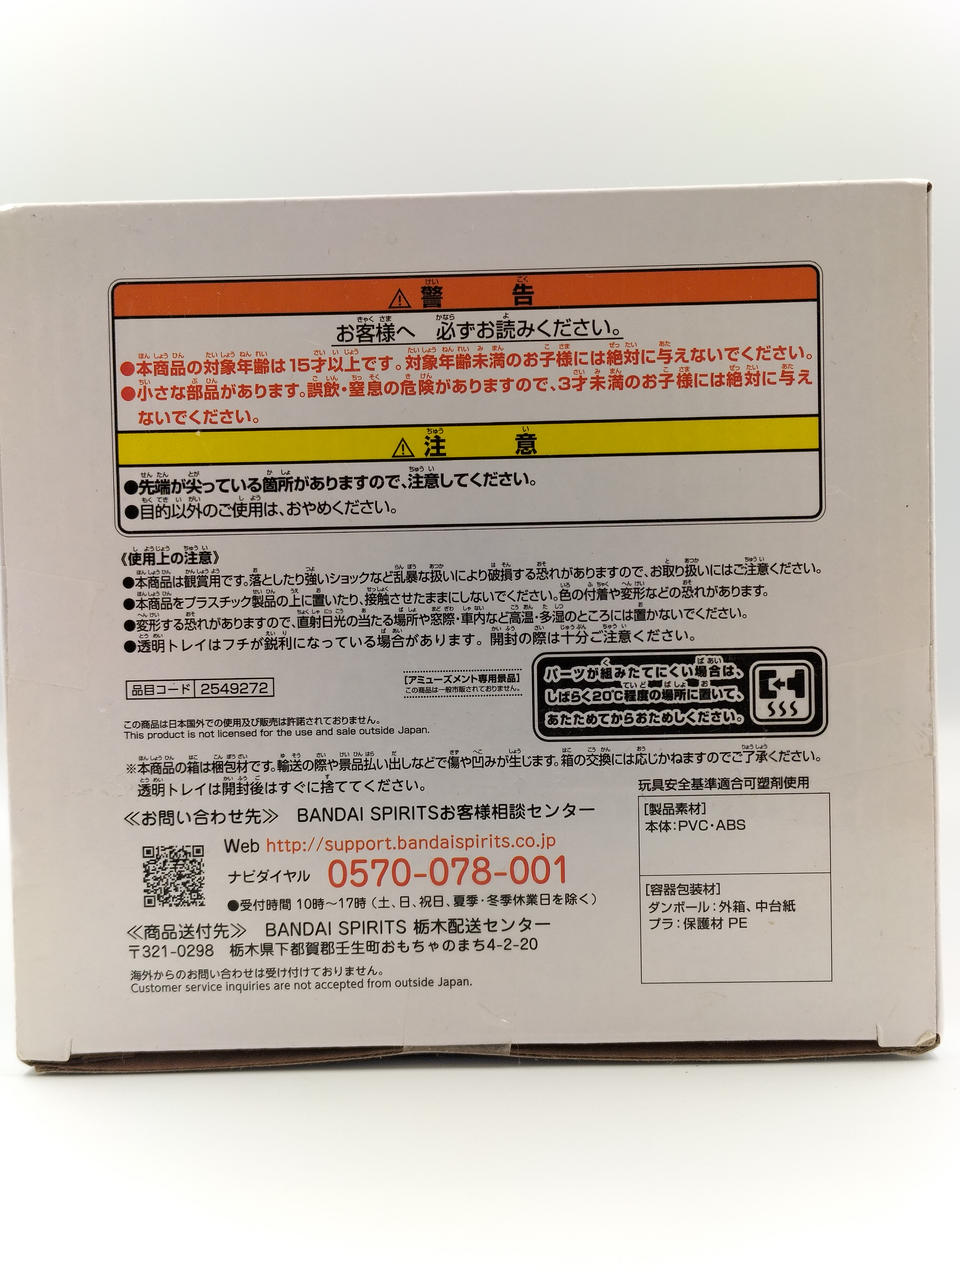 ⚠警告
お客様へ 必ずお読みください。
●本商品の対象年齢は15才以上です。対象年齢未満のお子様には絶対に与えないでください。
●小さな部品があります。誤飲・窒息の危険がありますので、3才未満のお子様には絶対に与え
ないでください。
⚠注意
●先端が尖っている箇所がありますので、注意してください。
●目的以外のご使用は、おやめください。
《使用上の注意》
●本商品は観賞用です。落としたり強いショックなど乱暴な扱いにより破損する恐れがありますので、お取り扱いにはご注意ください。
●本商品をプラスチック製品の上に置いたり、接触させたままにしないでください。色の付着や変形などの恐れがあります。
●変形する恐れがありますので、直射日光の当たる場所や窓際・車内など高温・多湿のところには置かないでください。
●透明トレイはフチが鋭利になっている場合があります。開封の際は十分ご注意ください。
品目コード 2549272
[アミューズメント専用景品]
この商品は一般市販されておりません。
パーツが組みたてにくい場合は、
しばらく20℃程度の場所に置いて、
あたためてからおためしください。
この商品は日本国外での使用及び販売は許諾されておりません。
This product is not licensed for the use and sale outside Japan.
※本商品の箱は梱包材です。輸送の際や景品払い出しなどで傷や凹みが生じます。箱の交換には応じかねますのでご了承ください。
透明トレイは開封後はすぐに捨ててください。
≪お問い合わせ先≫ BANDAI SPIRITSお客様相談センター
Web http://support.bandaispirits.co.jp
ナビダイヤル 0570-078-001
●受付時間 10時〜17時（土、日、祝日、夏季・冬季休業日を除く）
≪商品送付先≫ BANDAI SPIRITS 栃木配送センター
〒321-0298 栃木県下都賀郡壬生町おもちゃのまち4-2-20
海外からのお問い合わせは受け付けておりません。
Customer service inquiries are not accepted from outside Japan.
玩具安全基準適合可塑剤使用
[製品素材]
本体:PVC・ABS
[容器包装材]
ダンボール:外箱、中台紙
プラ:保護材 PE